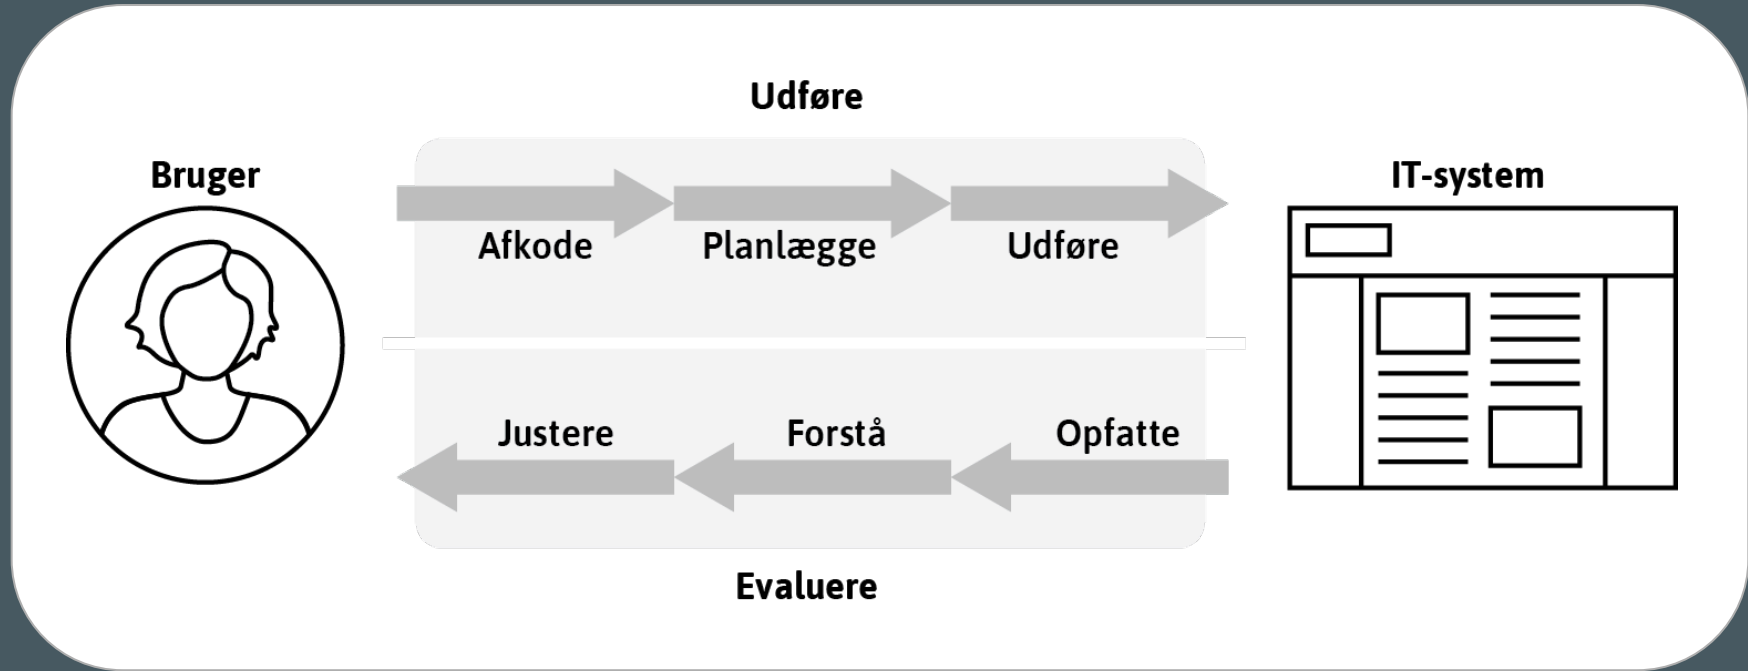 Udføre
Bruger
IT-system
Afkode
Planlægge
Udføre
Justere
Forstå
Opfatte
Evaluere